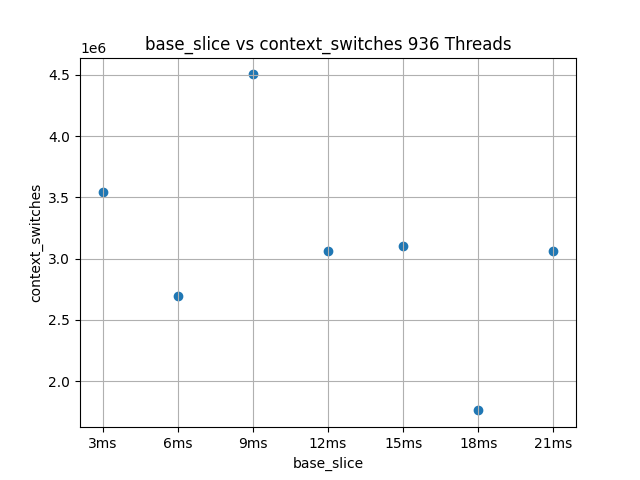 base_slice vs context_switches 936 Threads
1e6
4.5
4.0
3.5
3.0
2.5
2.0
context_switches
3ms 6ms 9ms 12ms 15ms 18ms 21ms
base_slice